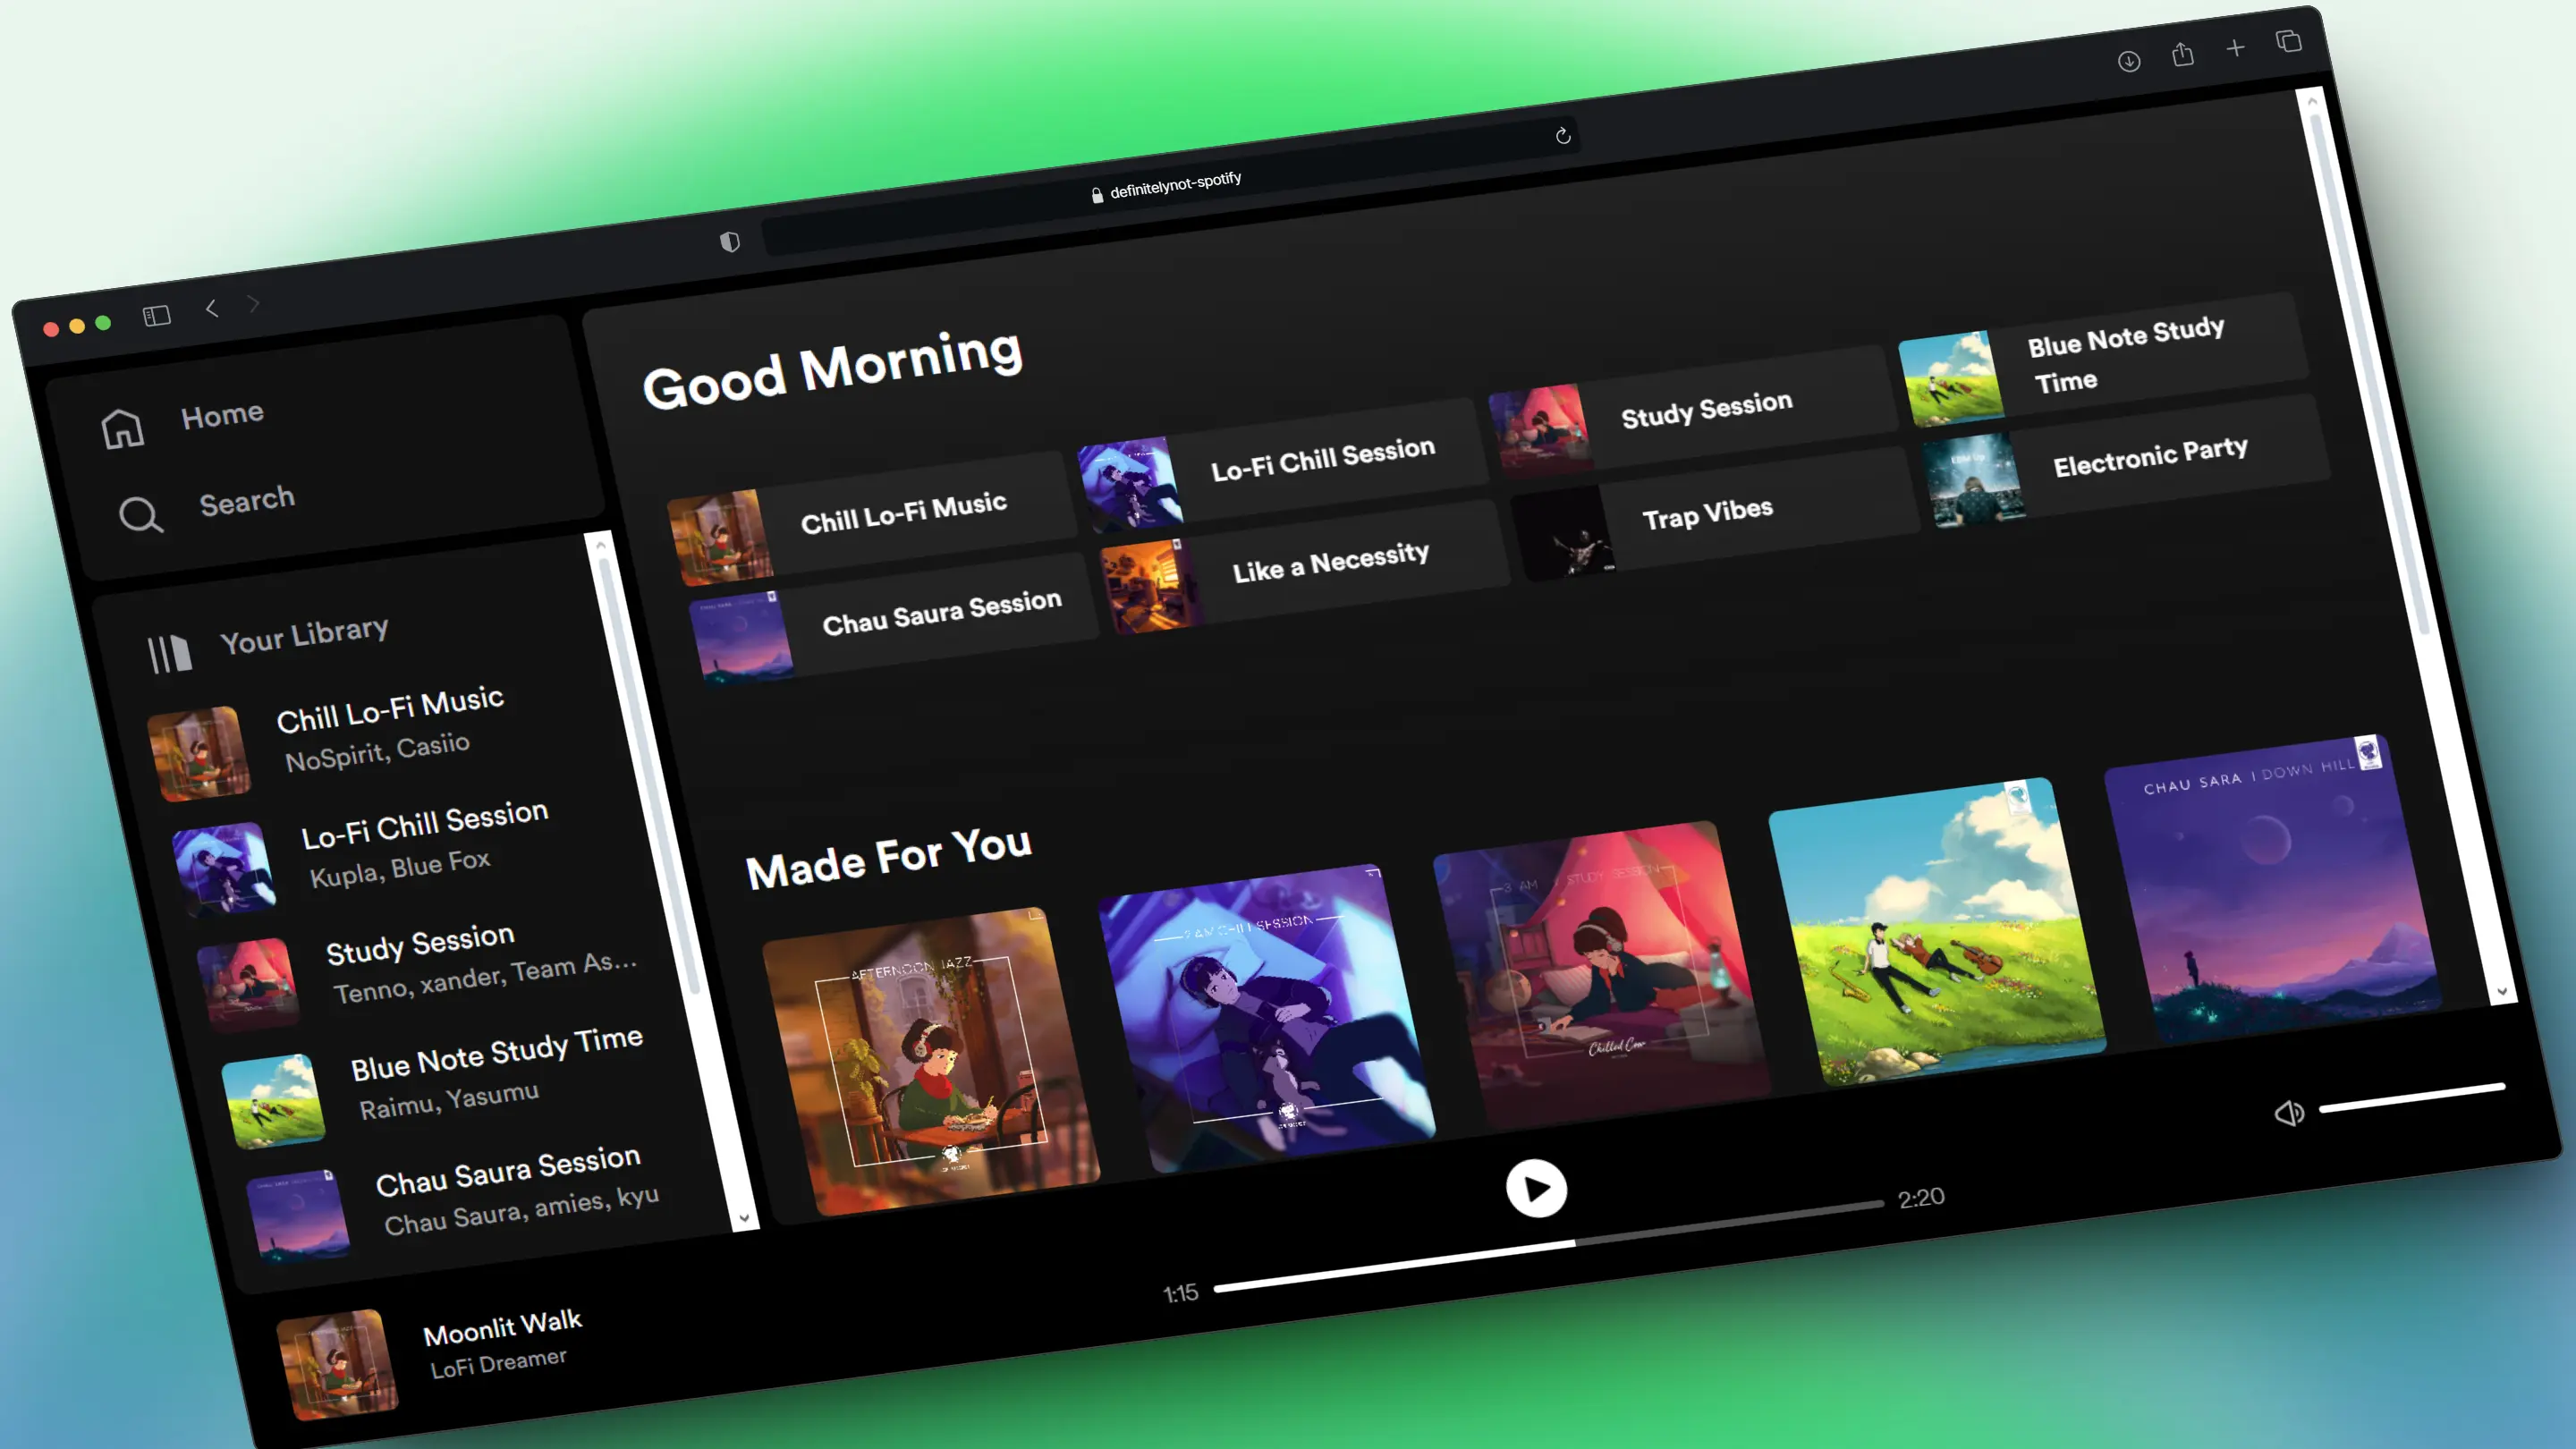 definitelynot-spotify
Home
Search
Your Library
Chill Lo-Fi Music
NoSpirit, Casiio
Lo-Fi Chill Session
Kupla, Blue Fox
Study Session
Tenno, xander, Team As...
Blue Note Study Time
Raimu, Yasumu
Chau Saura Session
Chau Saura, amies, kyu
Good Morning
Chill Lo-Fi Music
Lo-Fi Chill Session
Study Session
Blue Note Study
Time
Chau Saura Session
Like a Necessity
Trap Vibes
Electronic Party
Made For You
AFTERNOON JAZZ
2 AM CHILL SESSION
3 AM STUDY SESSION
Chilled Cow
CHAU SARA | DOWN HILL
Moonlit Walk
LoFi Dreamer
1:15
2:20